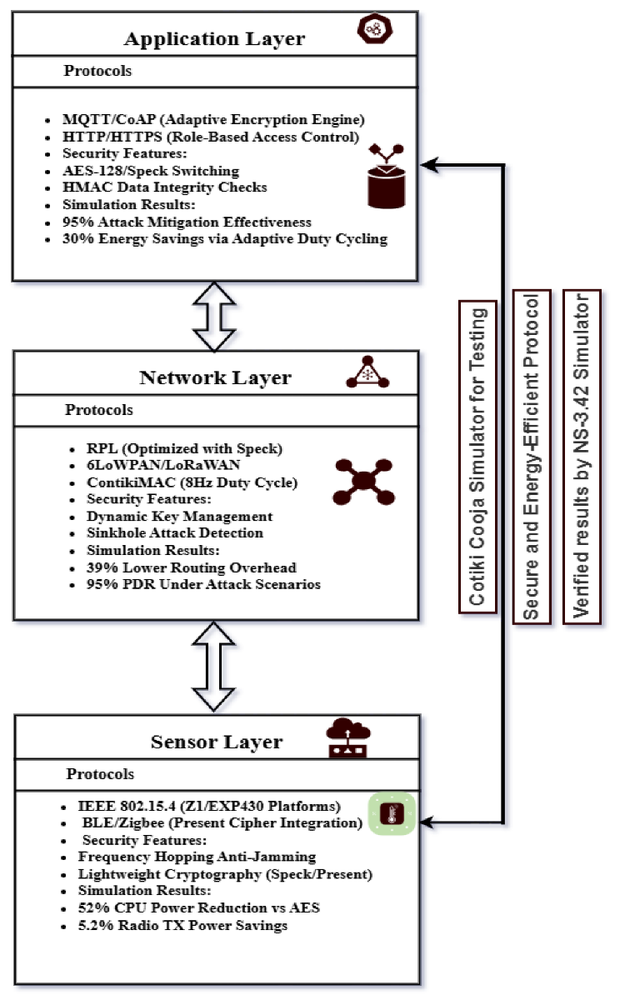 Application Layer
Protocols
• MQTT/CoAP (Adaptive Encryption Engine)
• HTTP/HTTPS (Role-Based Access Control)
• Security Features:
• AES-128/Speck Switching
• HMAC Data Integrity Checks
• Simulation Results:
• 95% Attack Mitigation Effectiveness
• 30% Energy Savings via Adaptive Duty Cycling
Network Layer
Protocols
• RPL (Optimized with Speck)
• 6LoWPAN/LoRaWAN
• ContikiMAC (8Hz Duty Cycle)
• Security Features:
• Dynamic Key Management
• Sinkhole Attack Detection
• Simulation Results:
• 39% Lower Routing Overhead
• 95% PDR Under Attack Scenarios
Sensor Layer
Protocols
• IEEE 802.15.4 (Z1/EXP430 Platforms)
• BLE/Zigbee (Present Cipher Integration)
• Security Features:
• Frequency Hopping Anti-Jamming
• Lightweight Cryptography (Speck/Present)
• Simulation Results:
• 52% CPU Power Reduction vs AES
• 5.2% Radio TX Power Savings
Cotiki Cooja Simulator for Testing
Secure and Energy-Efficient Protocol
Verified results by NS-3.42 Simulator